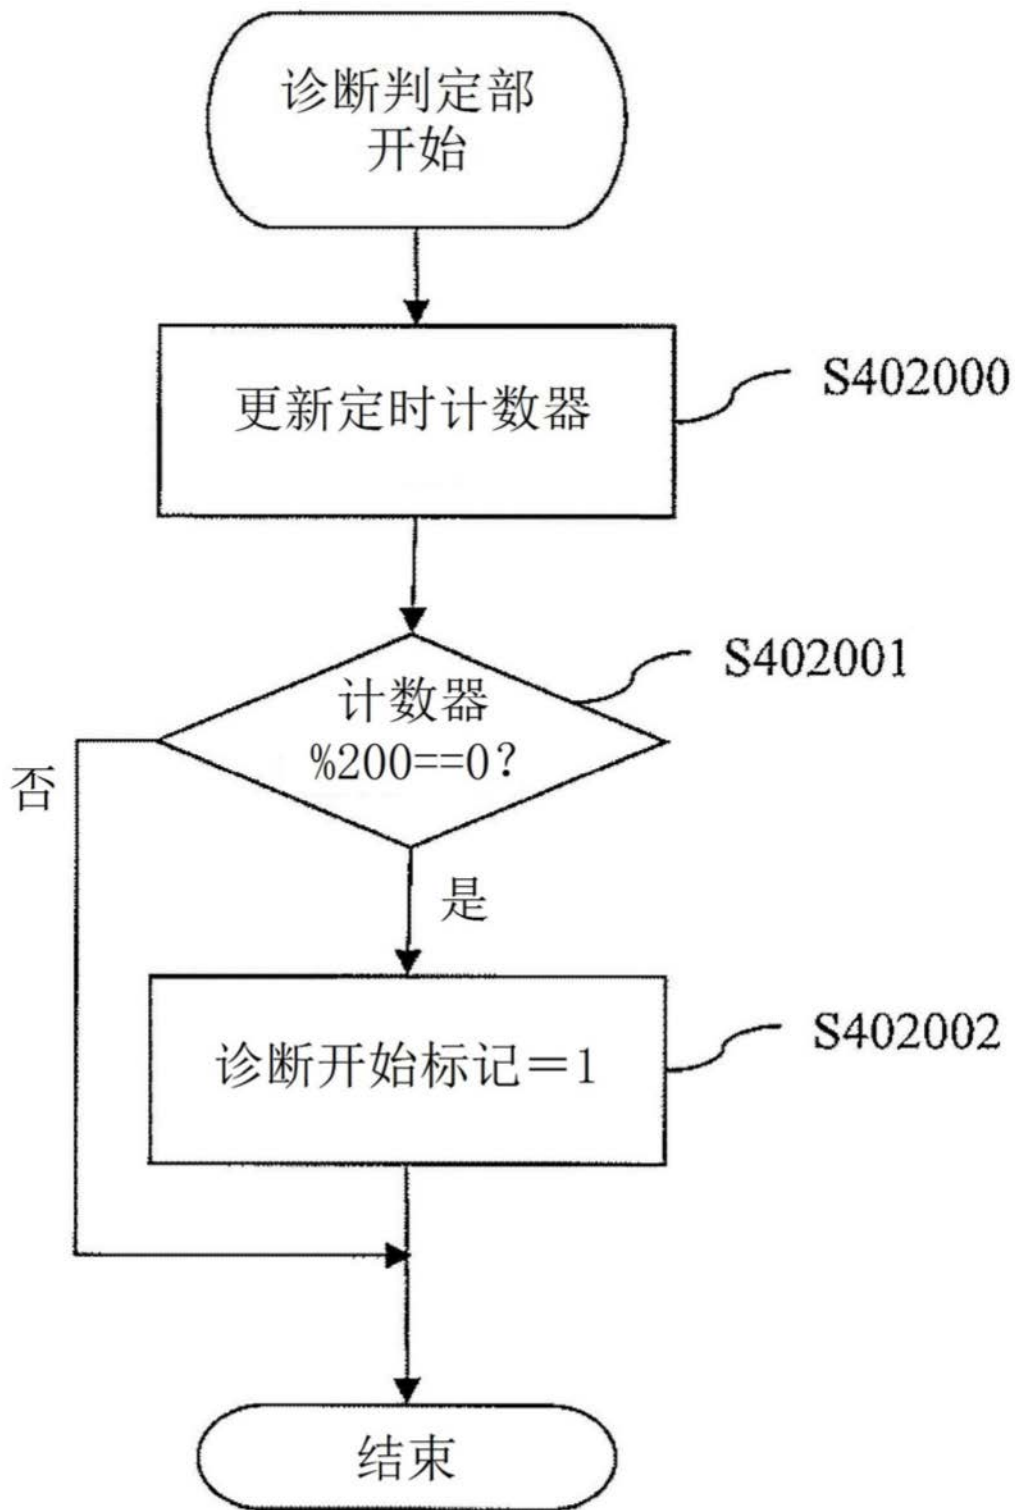 诊断判定部
开始
更新定时计数器
S402000
计数器
%200==0?
S402001
否
是
诊断开始标记=1
S402002
结束